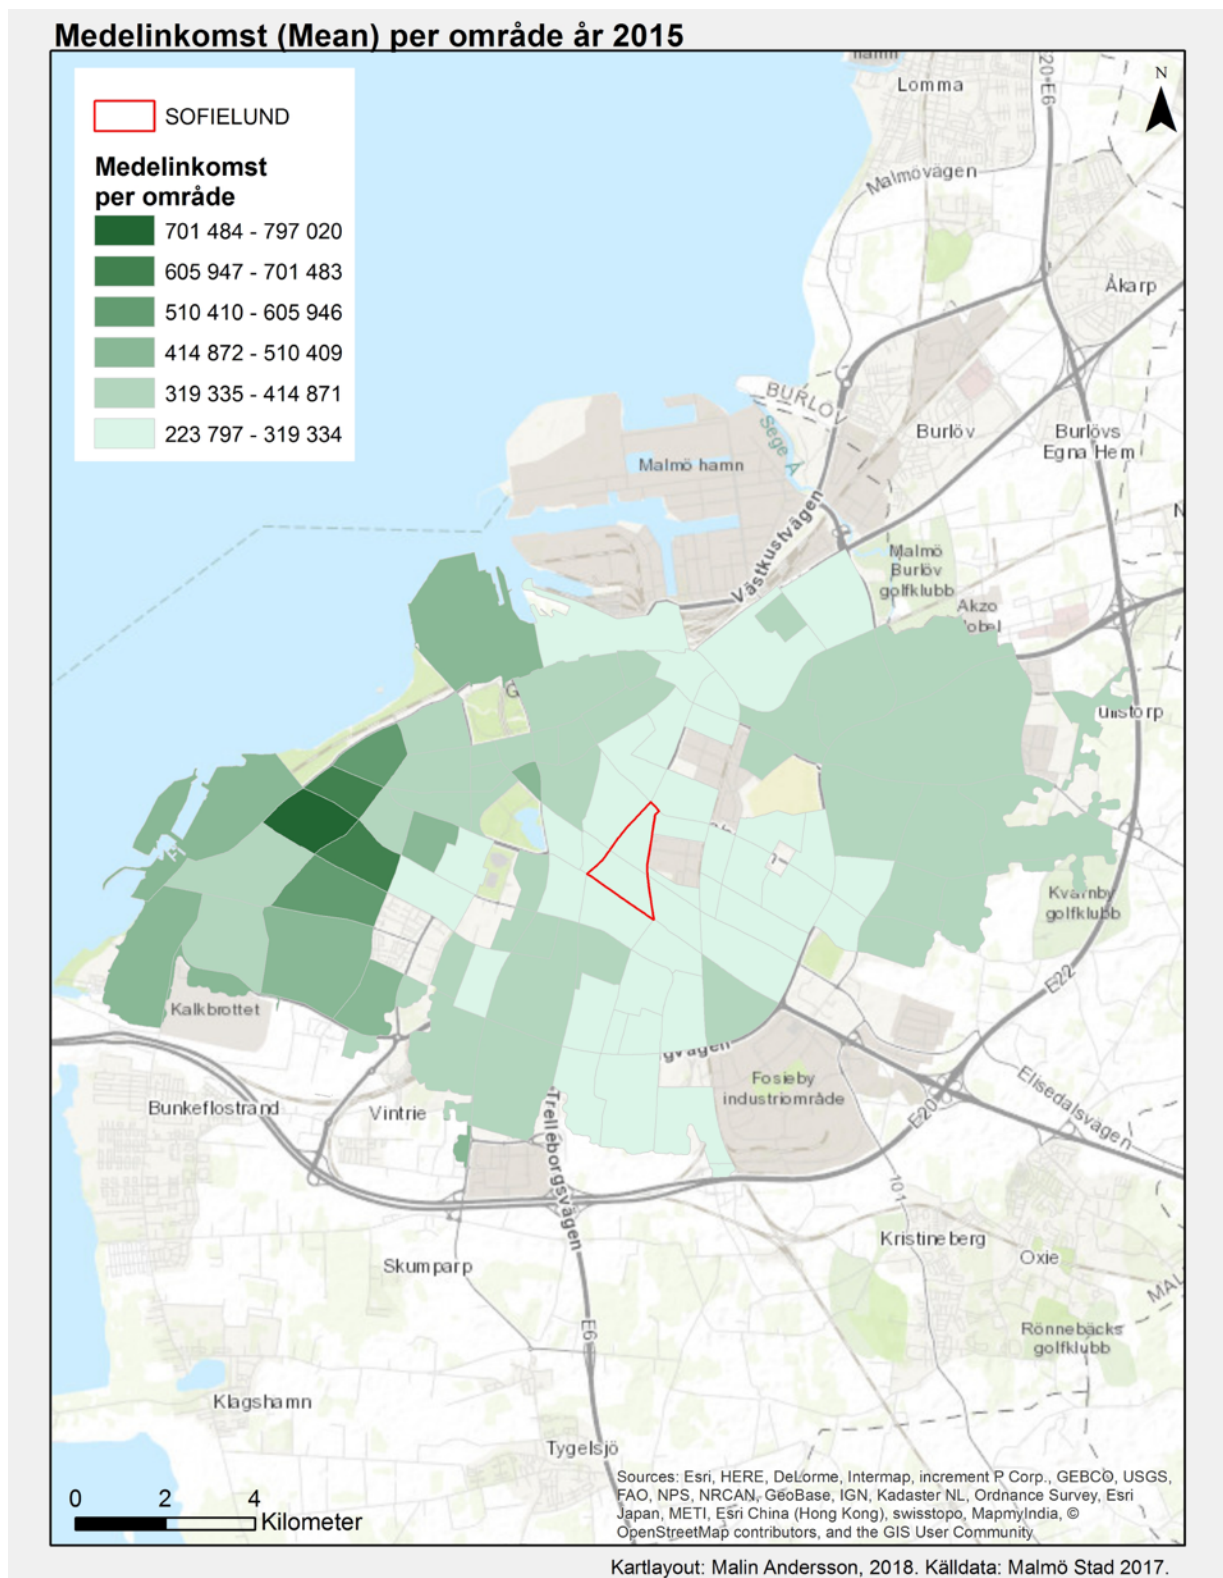 Medelinkomst (Mean) per område år 2015
SOFIELUND
Medelinkomst
per område
701 484 - 797 020
605 947 - 701 483
510 410 - 605 946
414 872 - 510 409
319 335 - 414 871
223 797 - 319 334
N
hamn
Lomma
20-E6
Malmövägen
Åkarp
BURLÖV
Sege Å
Burlöv
Burlövs
Egna Hem
Malmö hamn
Västkustvägen
N
Malmö
Burlöv
golfklubb
Akzo
G
Kvarnby
golfklubb
E22
Kalkbrottet
gvägen
Fosieby
industriområde
Elisedalsvägen
E20
Bunkeflostrand
Vintrie
Trelleborgsvägen
101
Kristineberg
Oxie
Skumparp
MAL
E6
Rönnebäcks
golfklubb
Klagshamn
Tygelsjö
0 2 4
Kilometer
Sources: Esri, HERE, DeLorme, Intermap, increment P Corp., GEBCO, USGS,
FAO, NPS, NRCAN, GeoBase, IGN, Kadaster NL, Ordnance Survey, Esri
Japan, METI, Esri China (Hong Kong), swisstopo, MapmyIndia, ©
OpenStreetMap contributors, and the GIS User Community
Kartlayout: Malin Andersson, 2018. Källdata: Malmö Stad 2017.